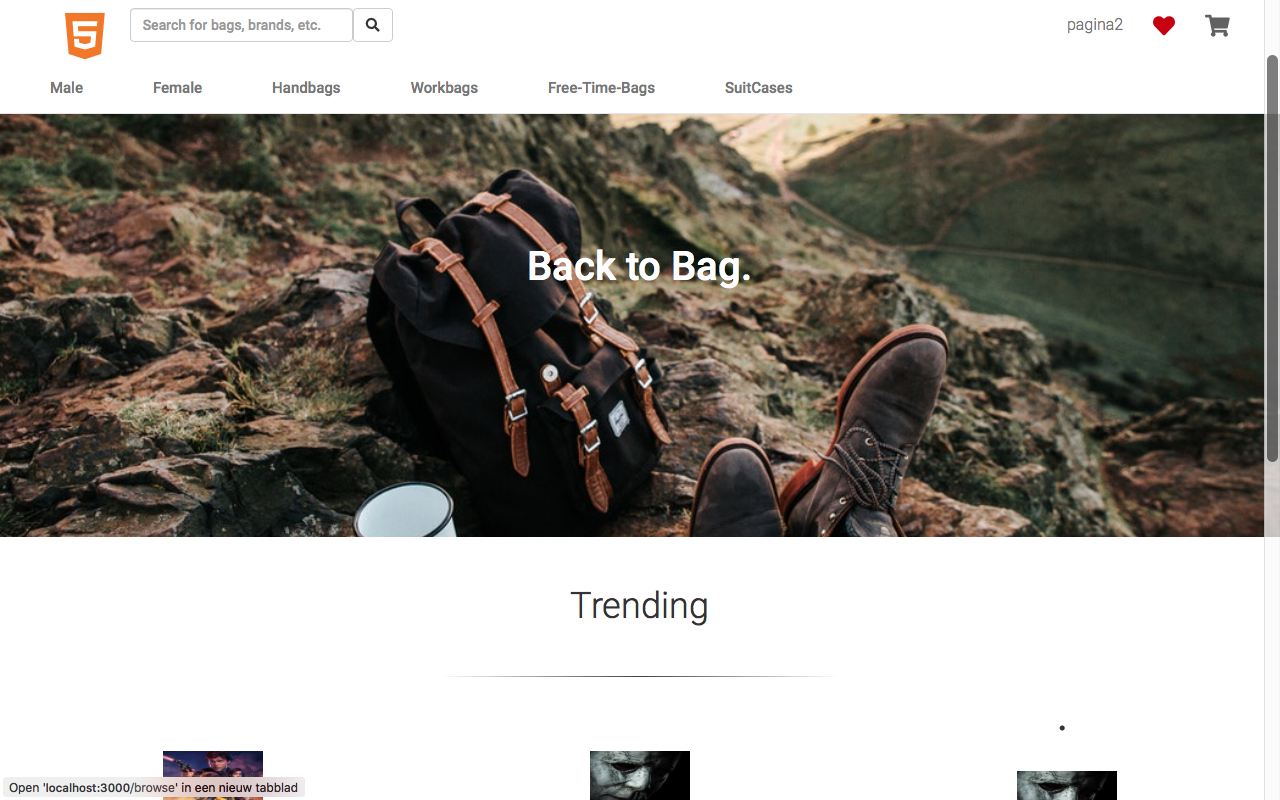 5
Search for bags, brands, etc.
pagina2
Male
Female
Handbags
Workbags
Free-Time-Bags
SuitCases
Back to Bag.
Trending
Open 'localhost:3000/browse' in een nieuw tabblad